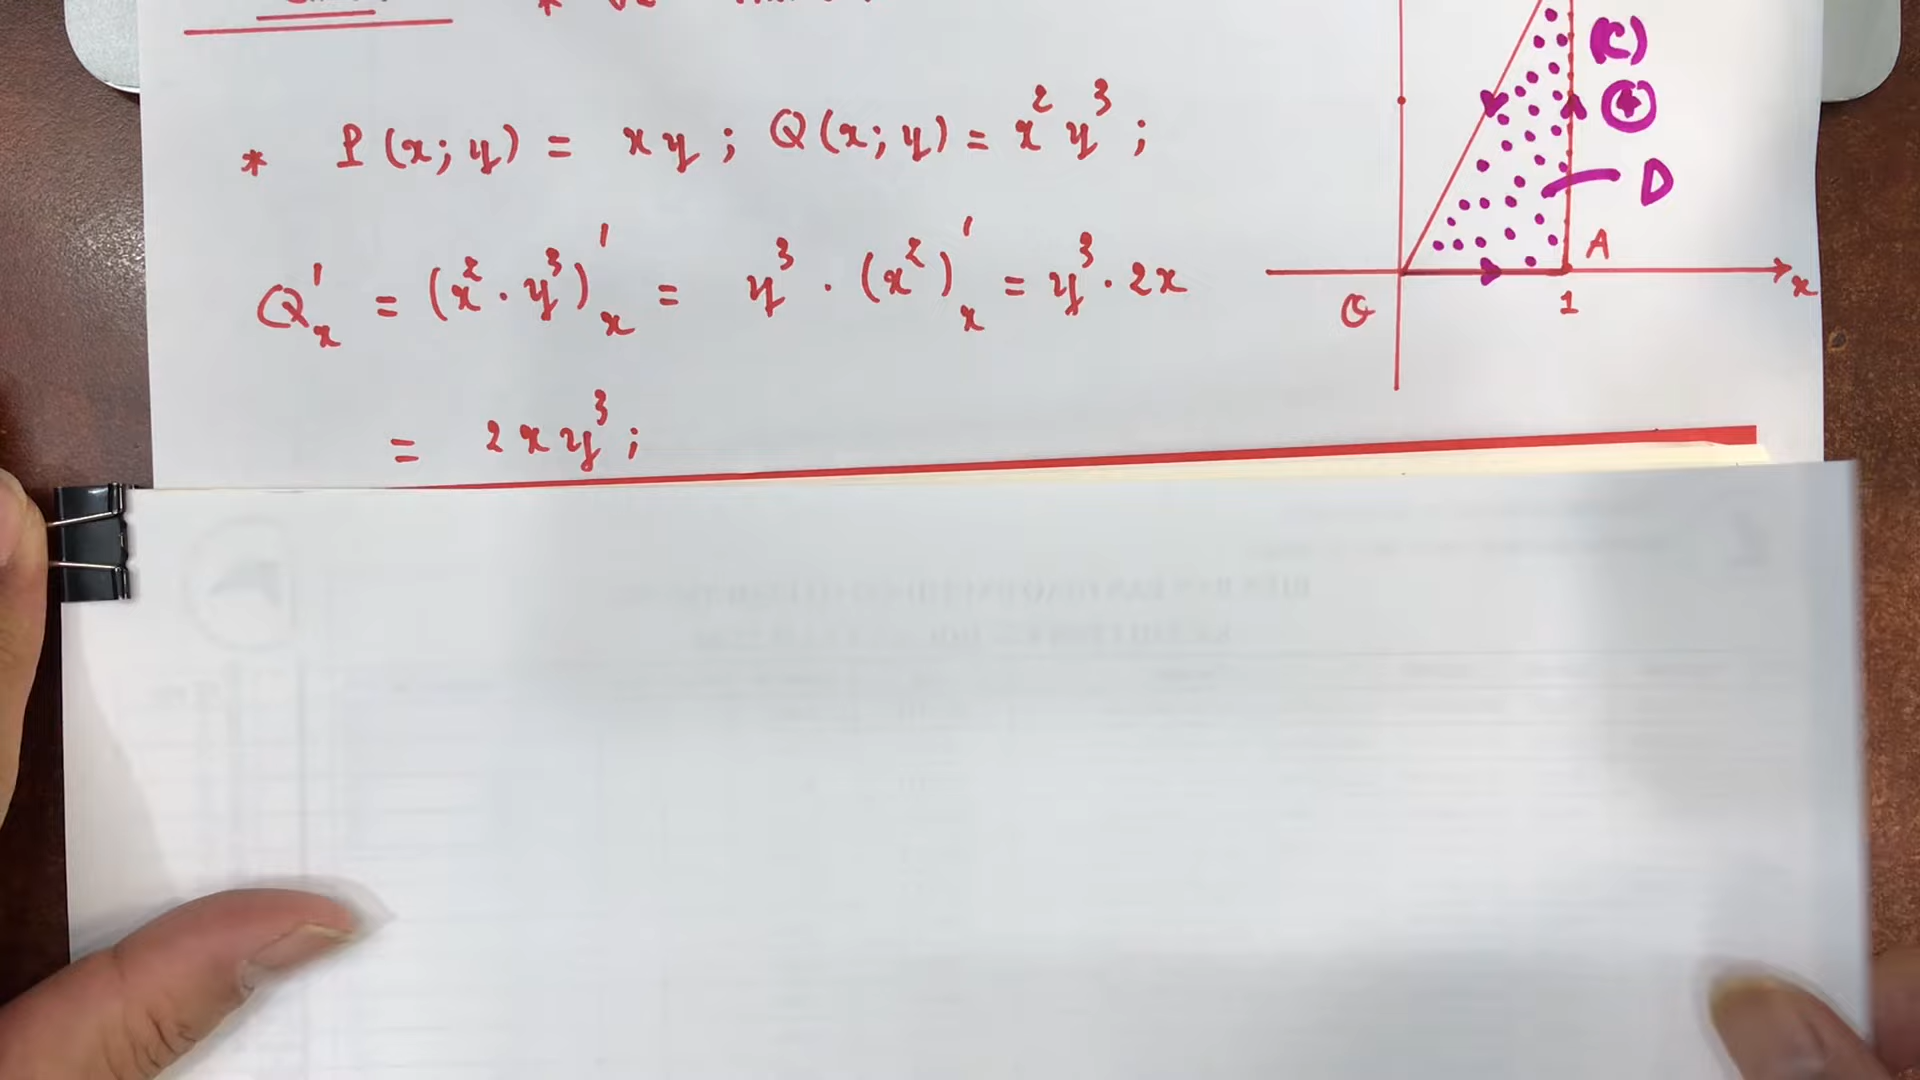 * P(x; y) = xy ; Q(x; y) = x²y³ ;
Q'ₓ = (x² · y³)'ₓ = y³ · (x²)'ₓ = y³ · 2x
= 2xy³ ;
(C)
+
D
A
O
1
x